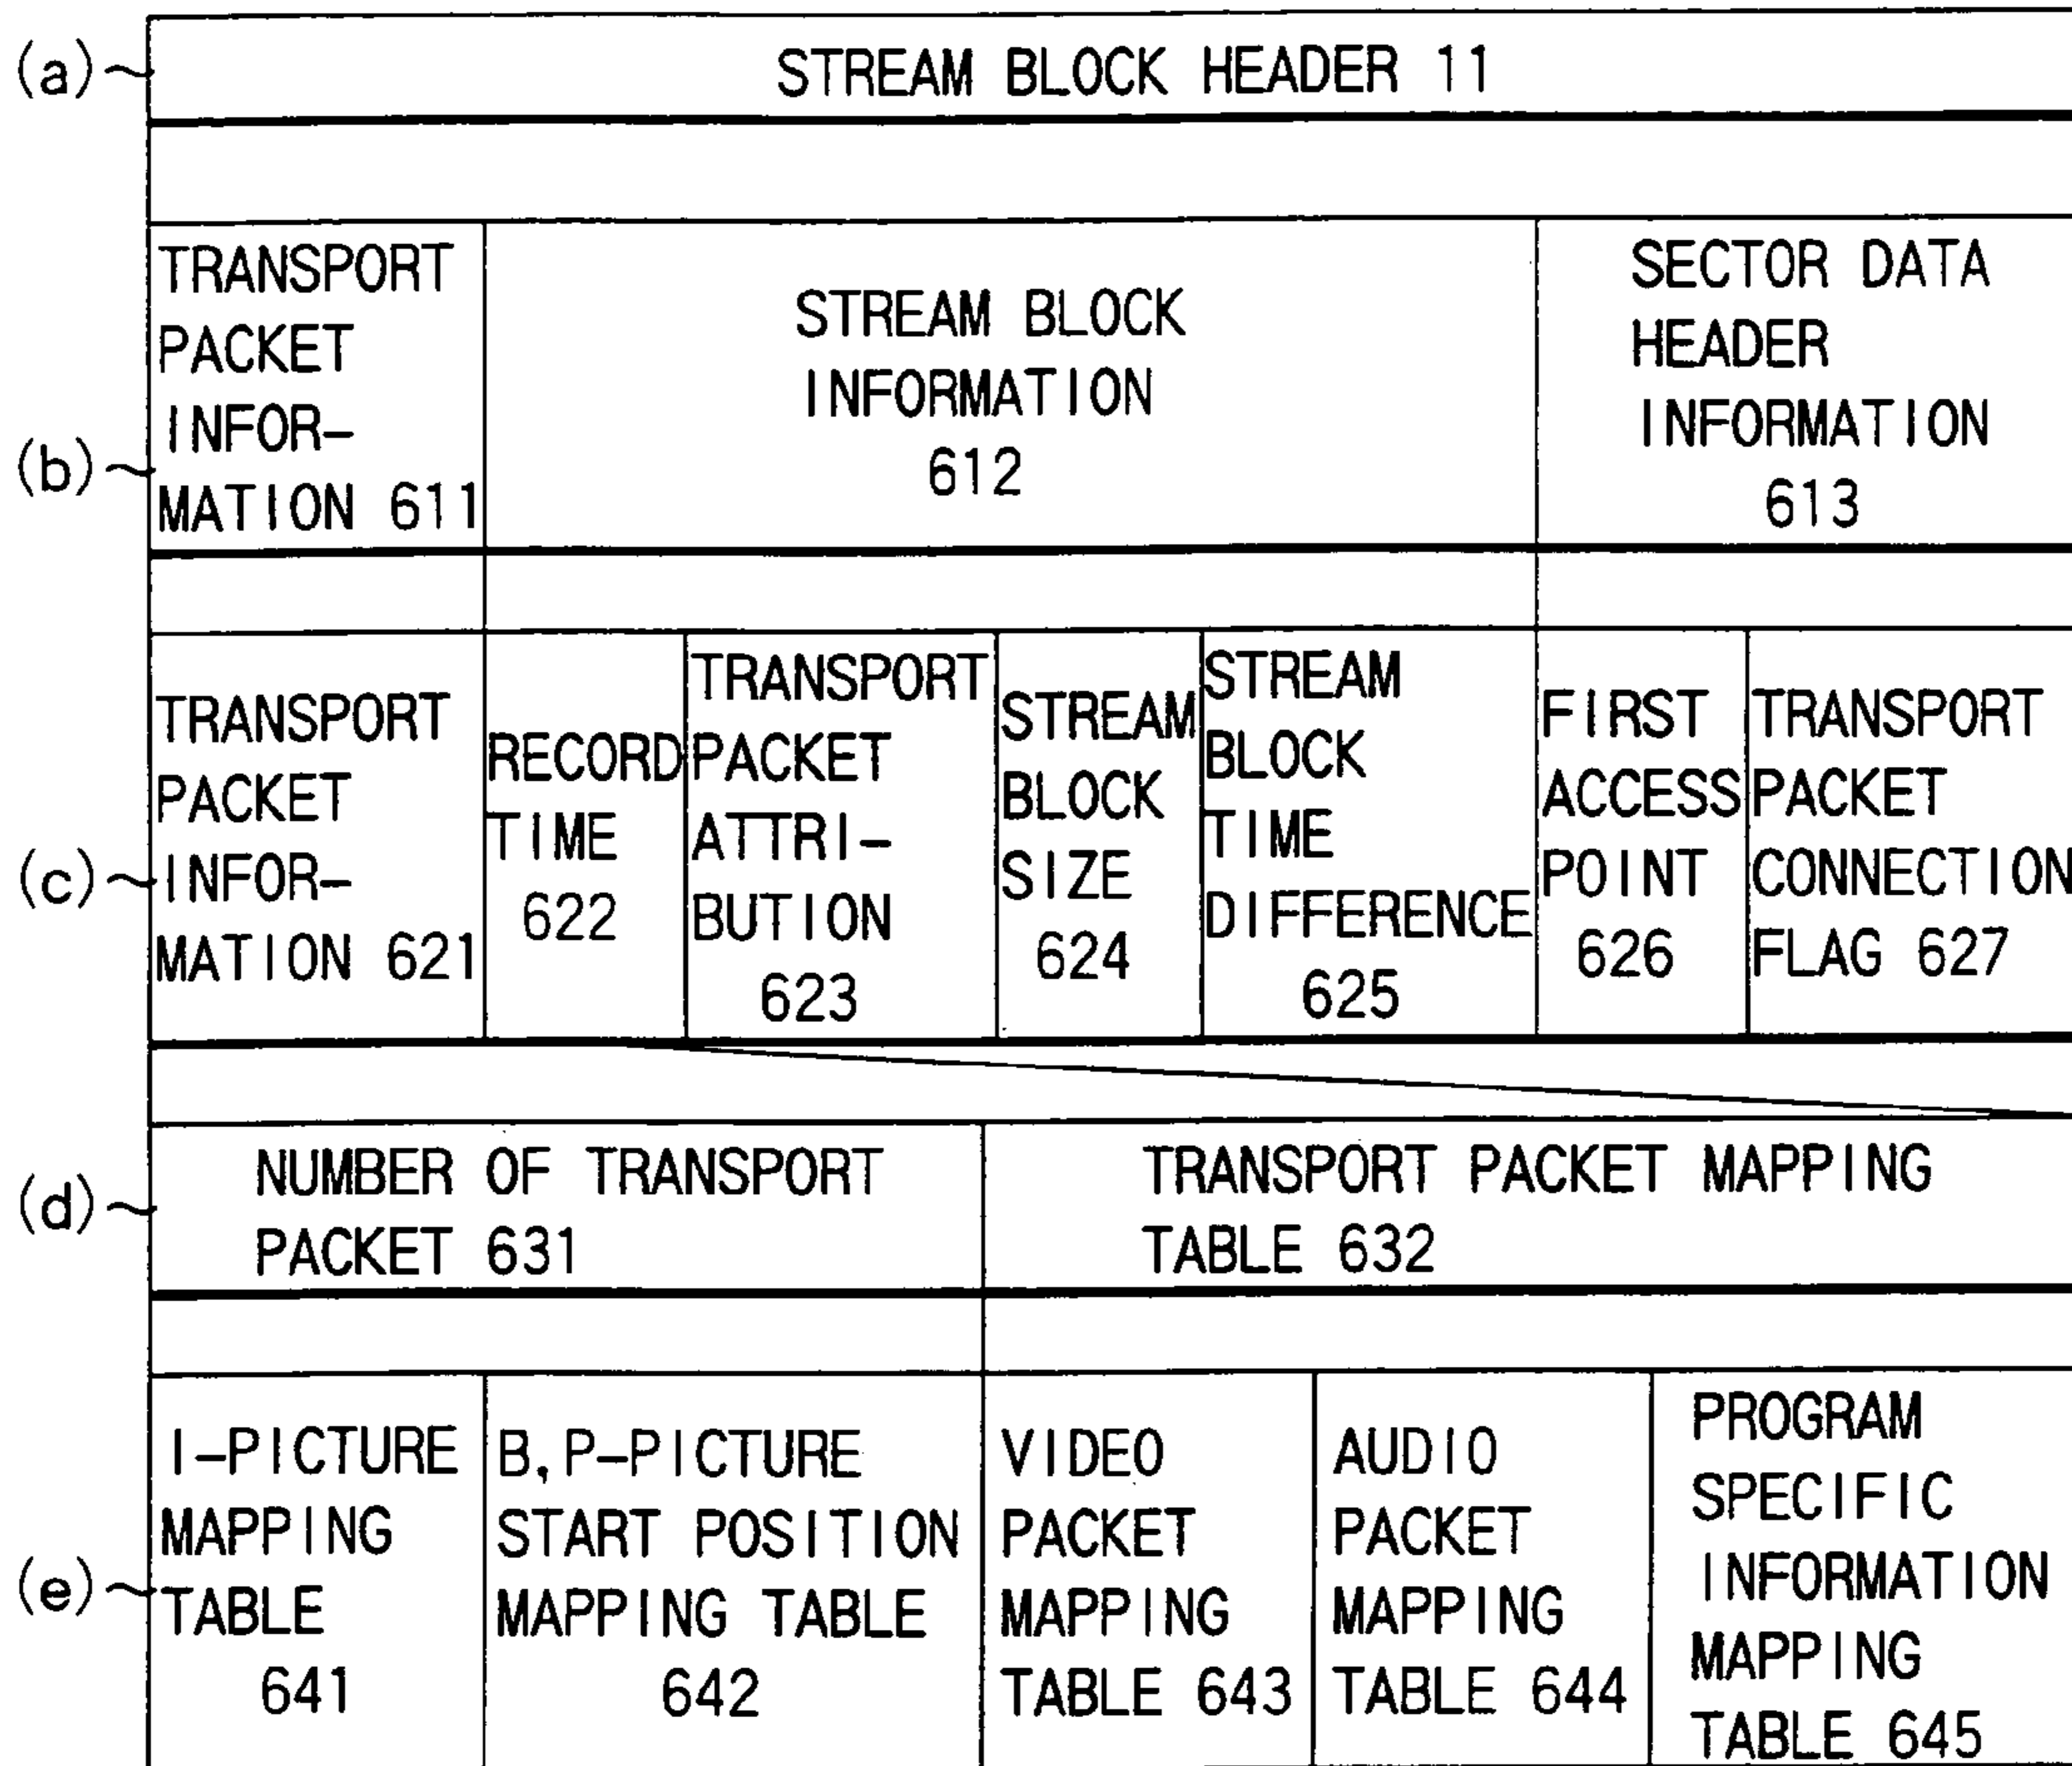 (a)
STREAM BLOCK HEADER 11
(b)
TRANSPORT
PACKET
INFOR-
MATION 611
STREAM BLOCK
INFORMATION
612
SECTOR DATA
HEADER
INFORMATION
613
(c)
TRANSPORT
PACKET
INFOR-
MATION 621
RECORD
TIME
622
TRANSPORT
PACKET
ATTRI-
BUTION
623
STREAM
BLOCK
SIZE
624
STREAM
BLOCK
TIME
DIFFERENCE
625
FIRST
ACCESS
POINT
626
TRANSPORT
PACKET
CONNECTION
FLAG 627
(d)
NUMBER OF TRANSPORT
PACKET 631
TRANSPORT PACKET MAPPING
TABLE 632
(e)
I-PICTURE
MAPPING
TABLE
641
B,P-PICTURE
START POSITION
MAPPING TABLE
642
VIDEO
PACKET
MAPPING
TABLE 643
AUDIO
PACKET
MAPPING
TABLE 644
PROGRAM
SPECIFIC
INFORMATION
MAPPING
TABLE 645